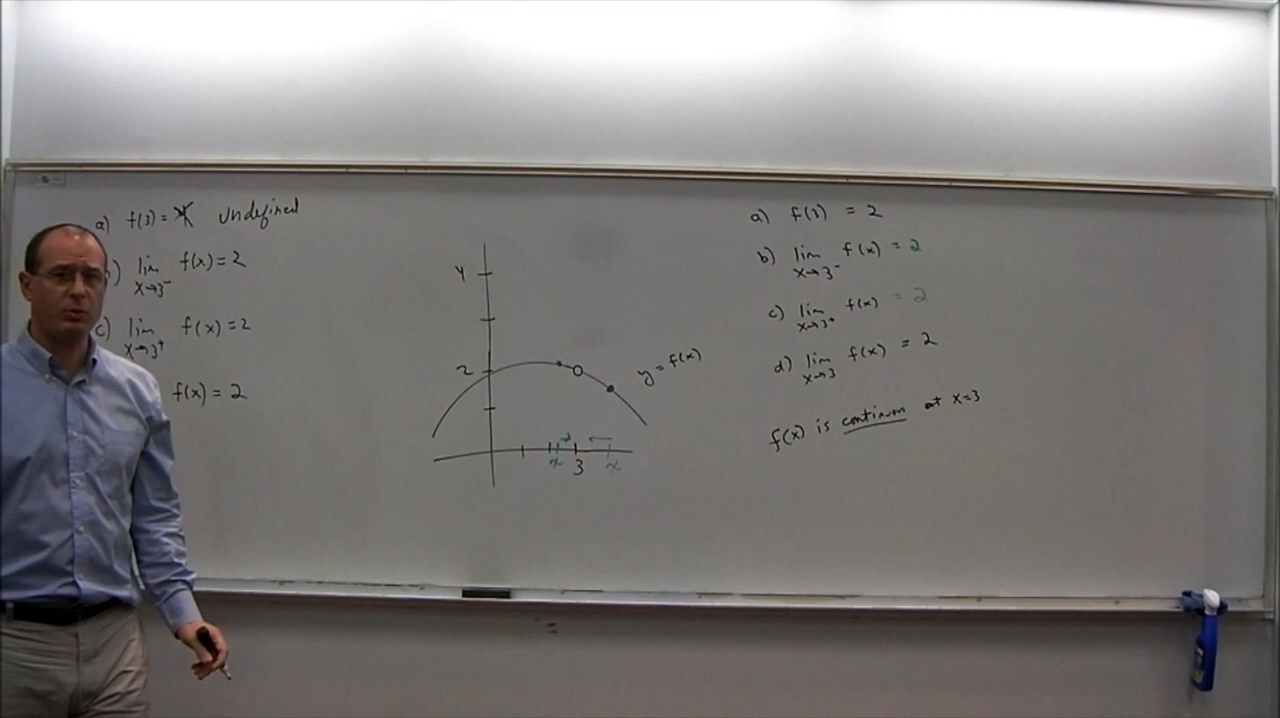 a) f(3) = 4 undefined
) lim f(x) = 2
x→3⁻
c) lim f(x) = 2
x→3⁺
f(x) = 2
y
2
3
x
x
y = f(x)
a) f(3) = 2
b) lim f(x) = 2
x→3⁻
c) lim f(x) = 2
x→3⁺
d) lim f(x) = 2
x→3
f(x) is continuous at x=3